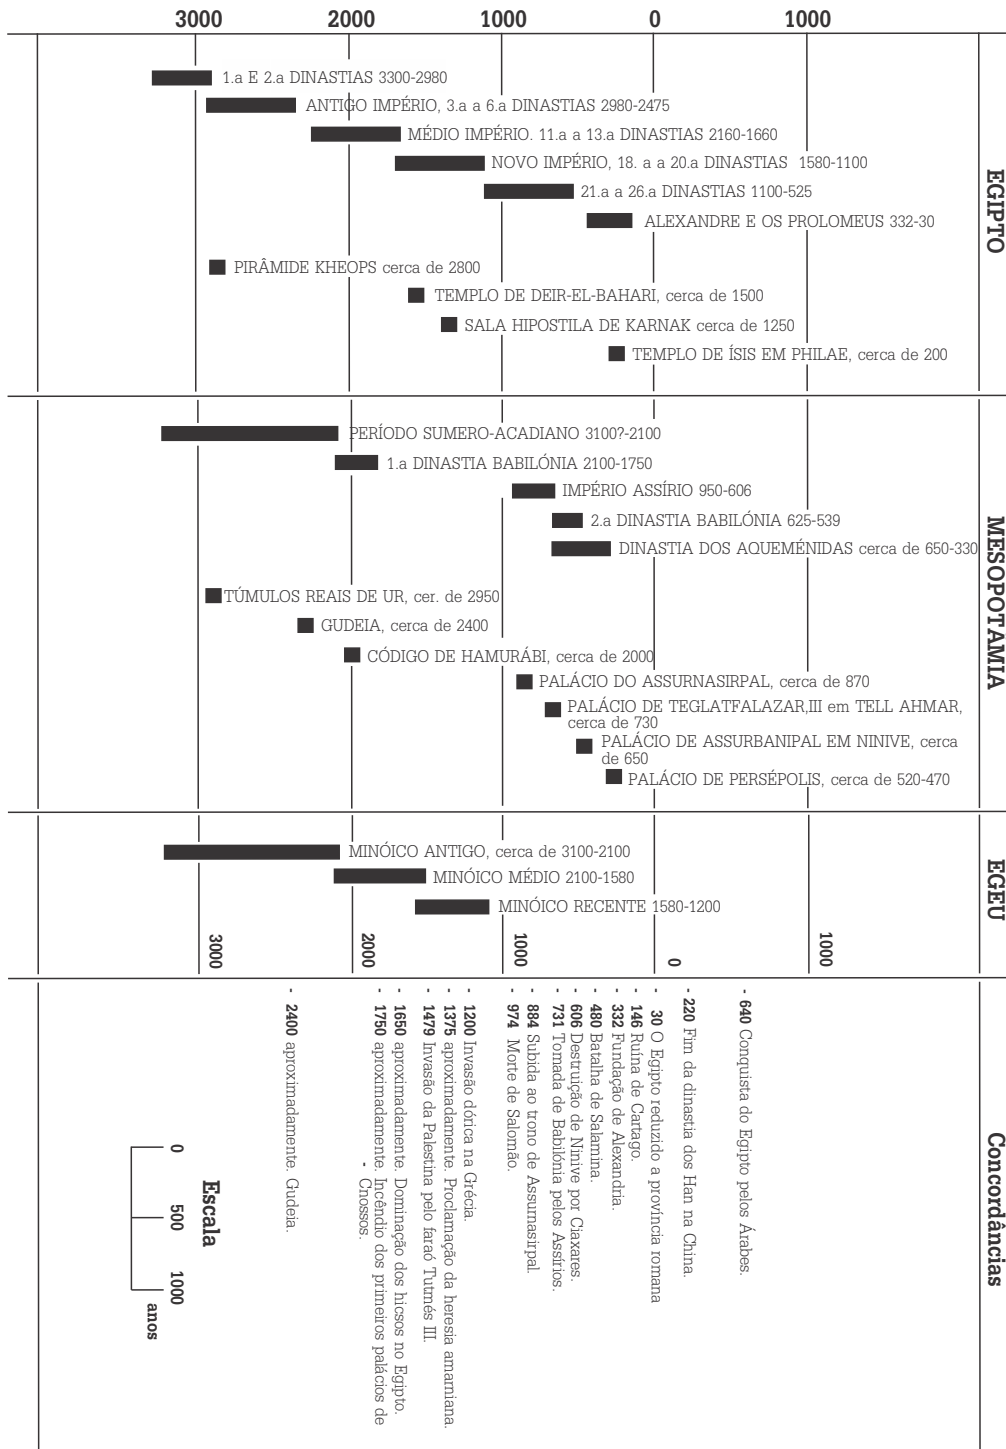 3000 2000 1000 0 1000
EGIPTO
1.a E 2.a DINASTIAS 3300-2980
ANTIGO IMPÉRIO, 3.a a 6.a DINASTIAS 2980-2475
MÉDIO IMPÉRIO. 11.a a 13.a DINASTIAS 2160-1660
NOVO IMPÉRIO, 18. a a 20.a DINASTIAS 1580-1100
21.a a 26.a DINASTIAS 1100-525
ALEXANDRE E OS PROLOMEUS 332-30
PIRÂMIDE KHEOPS cerca de 2800
TEMPLO DE DEIR-EL-BAHARI, cerca de 1500
SALA HIPOSTILA DE KARNAK cerca de 1250
TEMPLO DE ÍSIS EM PHILAE, cerca de 200
MESOPOTAMIA
PERÍODO SUMERO-ACADIANO 3100?-2100
1.a DINASTIA BABILÓNIA 2100-1750
IMPÉRIO ASSÍRIO 950-606
2.a DINASTIA BABILÓNIA 625-539
DINASTIA DOS AQUEMÉNIDAS cerca de 650-330
TÚMULOS REAIS DE UR, cer. de 2950
GUDEIA, cerca de 2400
CÓDIGO DE HAMURÁBI, cerca de 2000
PALÁCIO DO ASSURNASIRPAL, cerca de 870
PALÁCIO DE TEGLATFALAZAR,III em TELL AHMAR,
cerca de 730
PALÁCIO DE ASSURBANIPAL EM NINIVE, cerca
de 650
PALÁCIO DE PERSÉPOLIS, cerca de 520-470
EGEU
MINÓICO ANTIGO, cerca de 3100-2100
MINÓICO MÉDIO 2100-1580
MINÓICO RECENTE 1580-1200
3000 2000 1000 0 1000
Concordâncias
- 640 Conquista do Egipto pelos Árabes.
- 220 Fim da dinastia dos Han na China.
- 30 O Egipto reduzido a província romana
- 146 Ruína de Cartago.
- 332 Fundação de Alexandria.
- 480 Batalha de Salamina.
- 606 Destruição de Ninive por Ciaxares.
- 731 Tomada de Babilónia pelos Assírios.
- 884 Subida ao trono de Assurnasirpal.
- 974 Morte de Salomão.
- 1200 Invasão dórica na Grécia.
- 1375 aproximadamente. Proclamação da heresia amarniana.
- 1479 Invasão da Palestina pelo faraó Tutmés III.
- 1650 aproximadamente. Dominação dos hicsos no Egipto.
- 1750 aproximadamente. Incêndio dos primeiros palácios de
- Cnossos.
- 2400 aproximadamente. Gudeia.
Escala
0 500 1000
anos